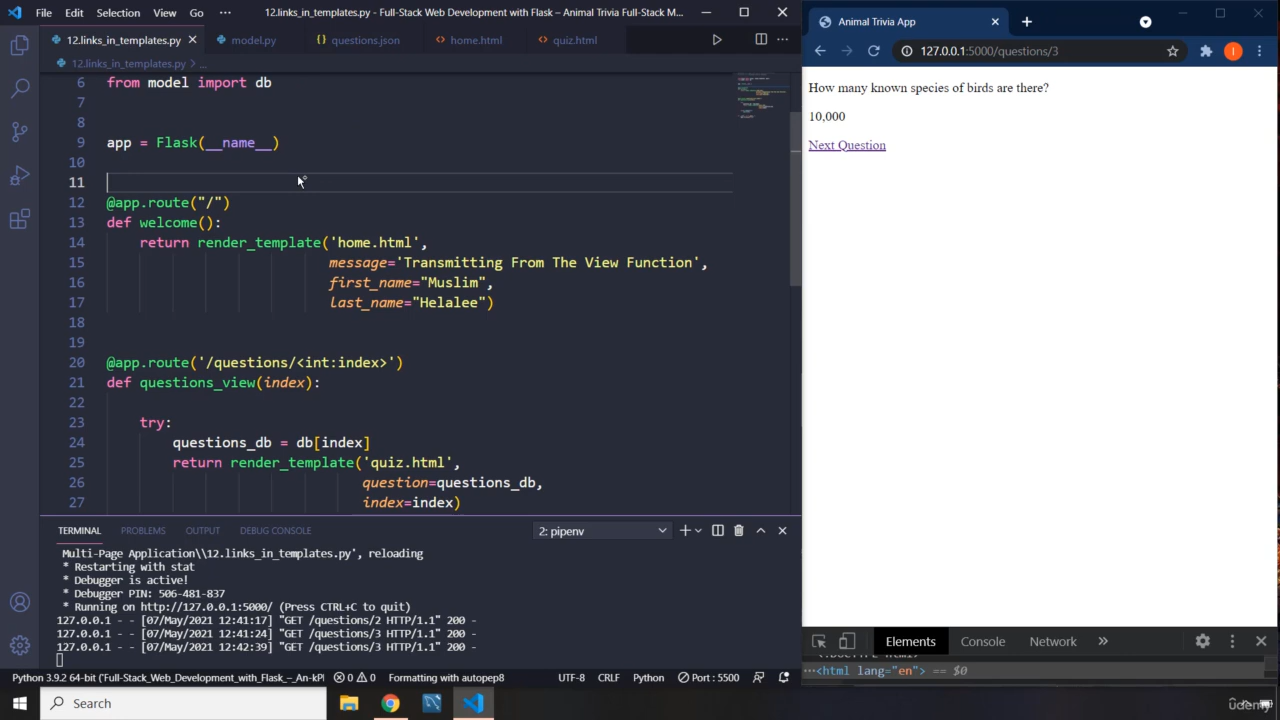 File Edit Selection View Go ··· 12.links_in_templates.py - Full-Stack Web Development with Flask – Animal Trivia Full-Stack M...
12.links_in_templates.py model.py questions.json home.html quiz.html
12.links_in_templates.py > ...
6 from model import db
7
8
9 app = Flask(__name__)
10
11
12 @app.route("/")
13 def welcome():
14 return render_template('home.html',
15 message='Transmitting From The View Function',
16 first_name="Muslim",
17 last_name="Helalee")
18
19
20 @app.route('/questions/<int:index>')
21 def questions_view(index):
22
23 try:
24 questions_db = db[index]
25 return render_template('quiz.html',
26 question=questions_db,
27 index=index)
TERMINAL PROBLEMS OUTPUT DEBUG CONSOLE 2: pipenv
Multi-Page Application\\12.links_in_templates.py', reloading
* Restarting with stat
* Debugger is active!
* Debugger PIN: 506-481-837
* Running on http://127.0.0.1:5000/ (Press CTRL+C to quit)
127.0.0.1 - - [07/May/2021 12:41:17] "GET /questions/2 HTTP/1.1" 200 -
127.0.0.1 - - [07/May/2021 12:41:24] "GET /questions/3 HTTP/1.1" 200 -
127.0.0.1 - - [07/May/2021 12:42:39] "GET /questions/3 HTTP/1.1" 200 -
Python 3.9.2 64-bit ('Full-Stack_Web_Development_with_Flask_–_An-kPl 0 0 Formatting with autopep8 UTF-8 CRLF Python Port : 5500
Search
Animal Trivia App
127.0.0.1:5000/questions/3
I
How many known species of birds are there?
10,000
Next Question
Elements Console Network »
···<html lang="en"> == $0
udemy